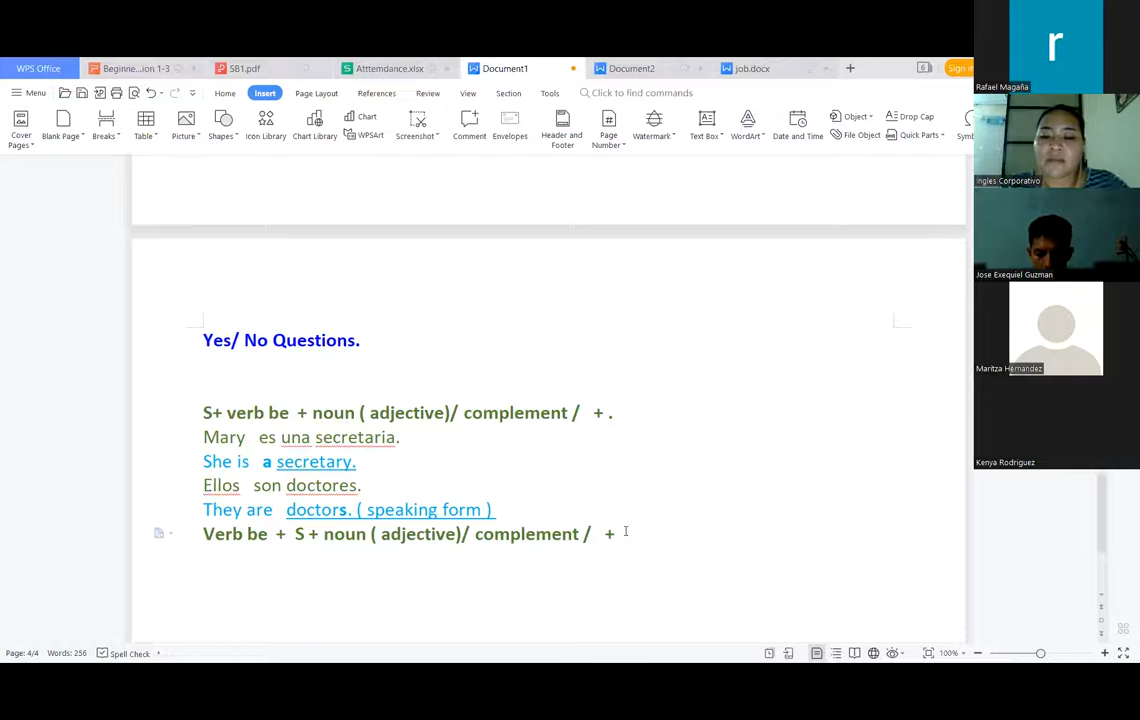 WPS Office
Beginne...ion 1-3
SB1.pdf
Atttemdance.xlsx
Document1
Document2
job.docx
Sign in
Menu
Home
Insert
Page Layout
References
Review
View
Section
Tools
Click to find commands
Cover Pages
Blank Page
Breaks
Table
Picture
Shapes
Icon Library
Chart Library
Chart
WPSArt
Screenshot
Comment
Envelopes
Header and Footer
Page Number
Watermark
Text Box
WordArt
Date and Time
Object
File Object
Drop Cap
Quick Parts
Symb
Yes/ No Questions.
S+ verb be + noun ( adjective)/ complement / + .
Mary es una secretaria.
She is a secretary.
Ellos son doctores.
They are doctors. ( speaking form )
Verb be + S + noun ( adjective)/ complement / +
Page: 4/4 Words: 256 Spell Check
100%
r
Rafael Magaña
Ingles Corporativo
Jose Exequiel Guzman
Maritza Hernandez
Kenya Rodriguez